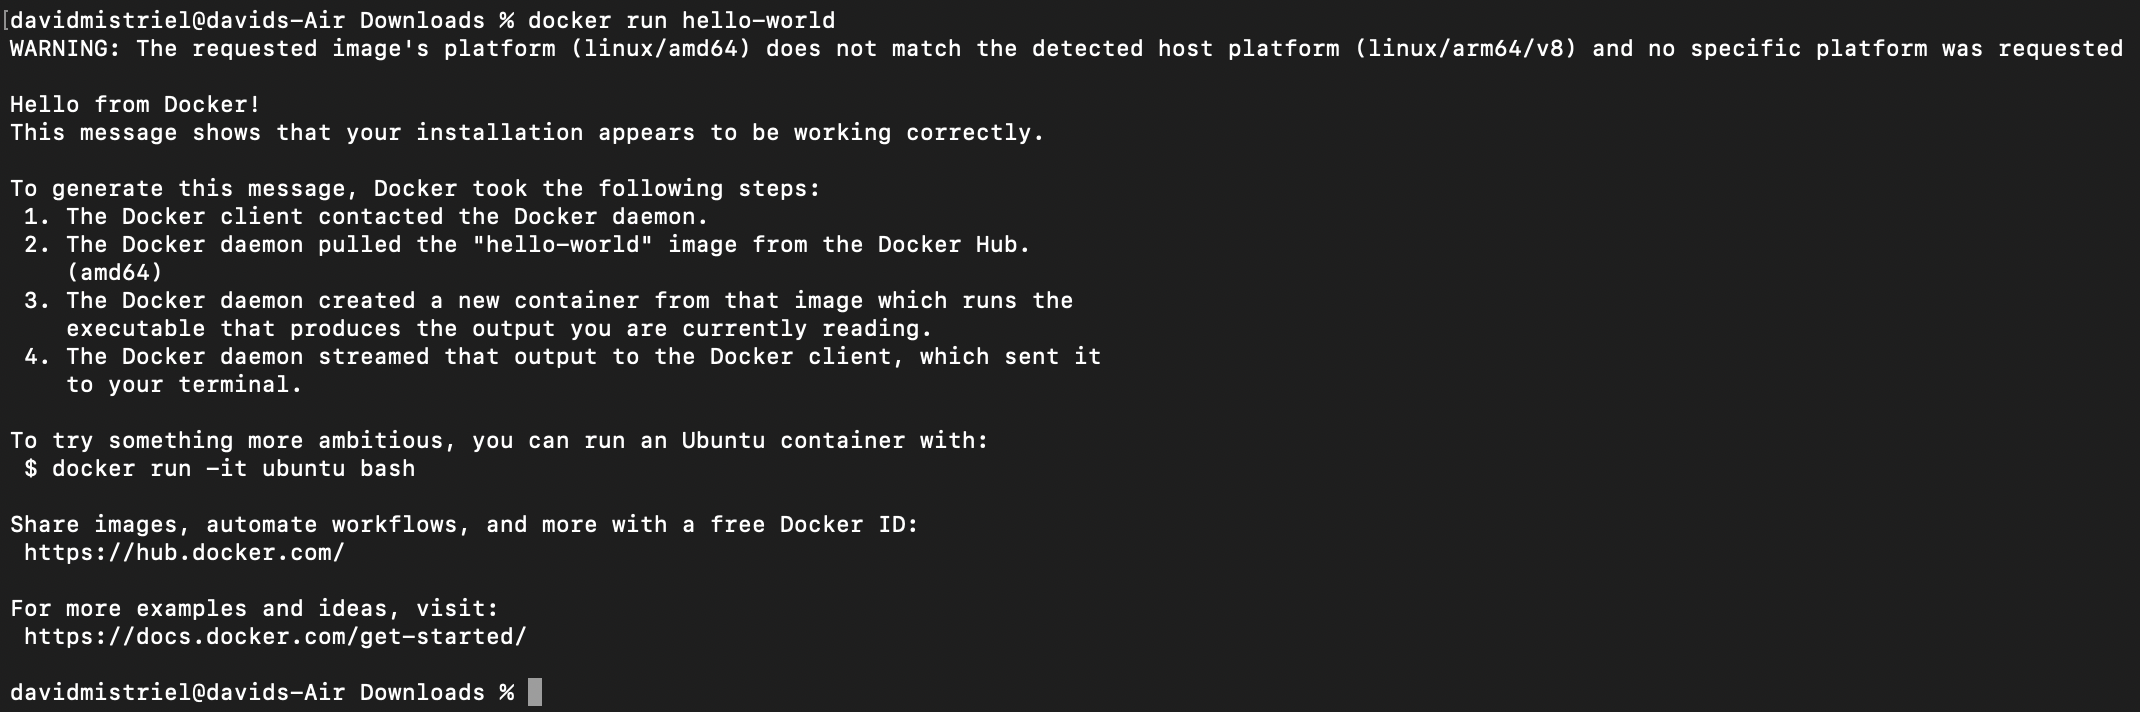 [davidmistriel@davids-Air Downloads % docker run hello-world
WARNING: The requested image's platform (linux/amd64) does not match the detected host platform (linux/arm64/v8) and no specific platform was requested
Hello from Docker!
This message shows that your installation appears to be working correctly.
To generate this message, Docker took the following steps:
 1. The Docker client contacted the Docker daemon.
 2. The Docker daemon pulled the "hello-world" image from the Docker Hub.
    (amd64)
 3. The Docker daemon created a new container from that image which runs the
    executable that produces the output you are currently reading.
 4. The Docker daemon streamed that output to the Docker client, which sent it
    to your terminal.
To try something more ambitious, you can run an Ubuntu container with:
 $ docker run -it ubuntu bash
Share images, automate workflows, and more with a free Docker ID:
 https://hub.docker.com/
For more examples and ideas, visit:
 https://docs.docker.com/get-started/
davidmistriel@davids-Air Downloads %